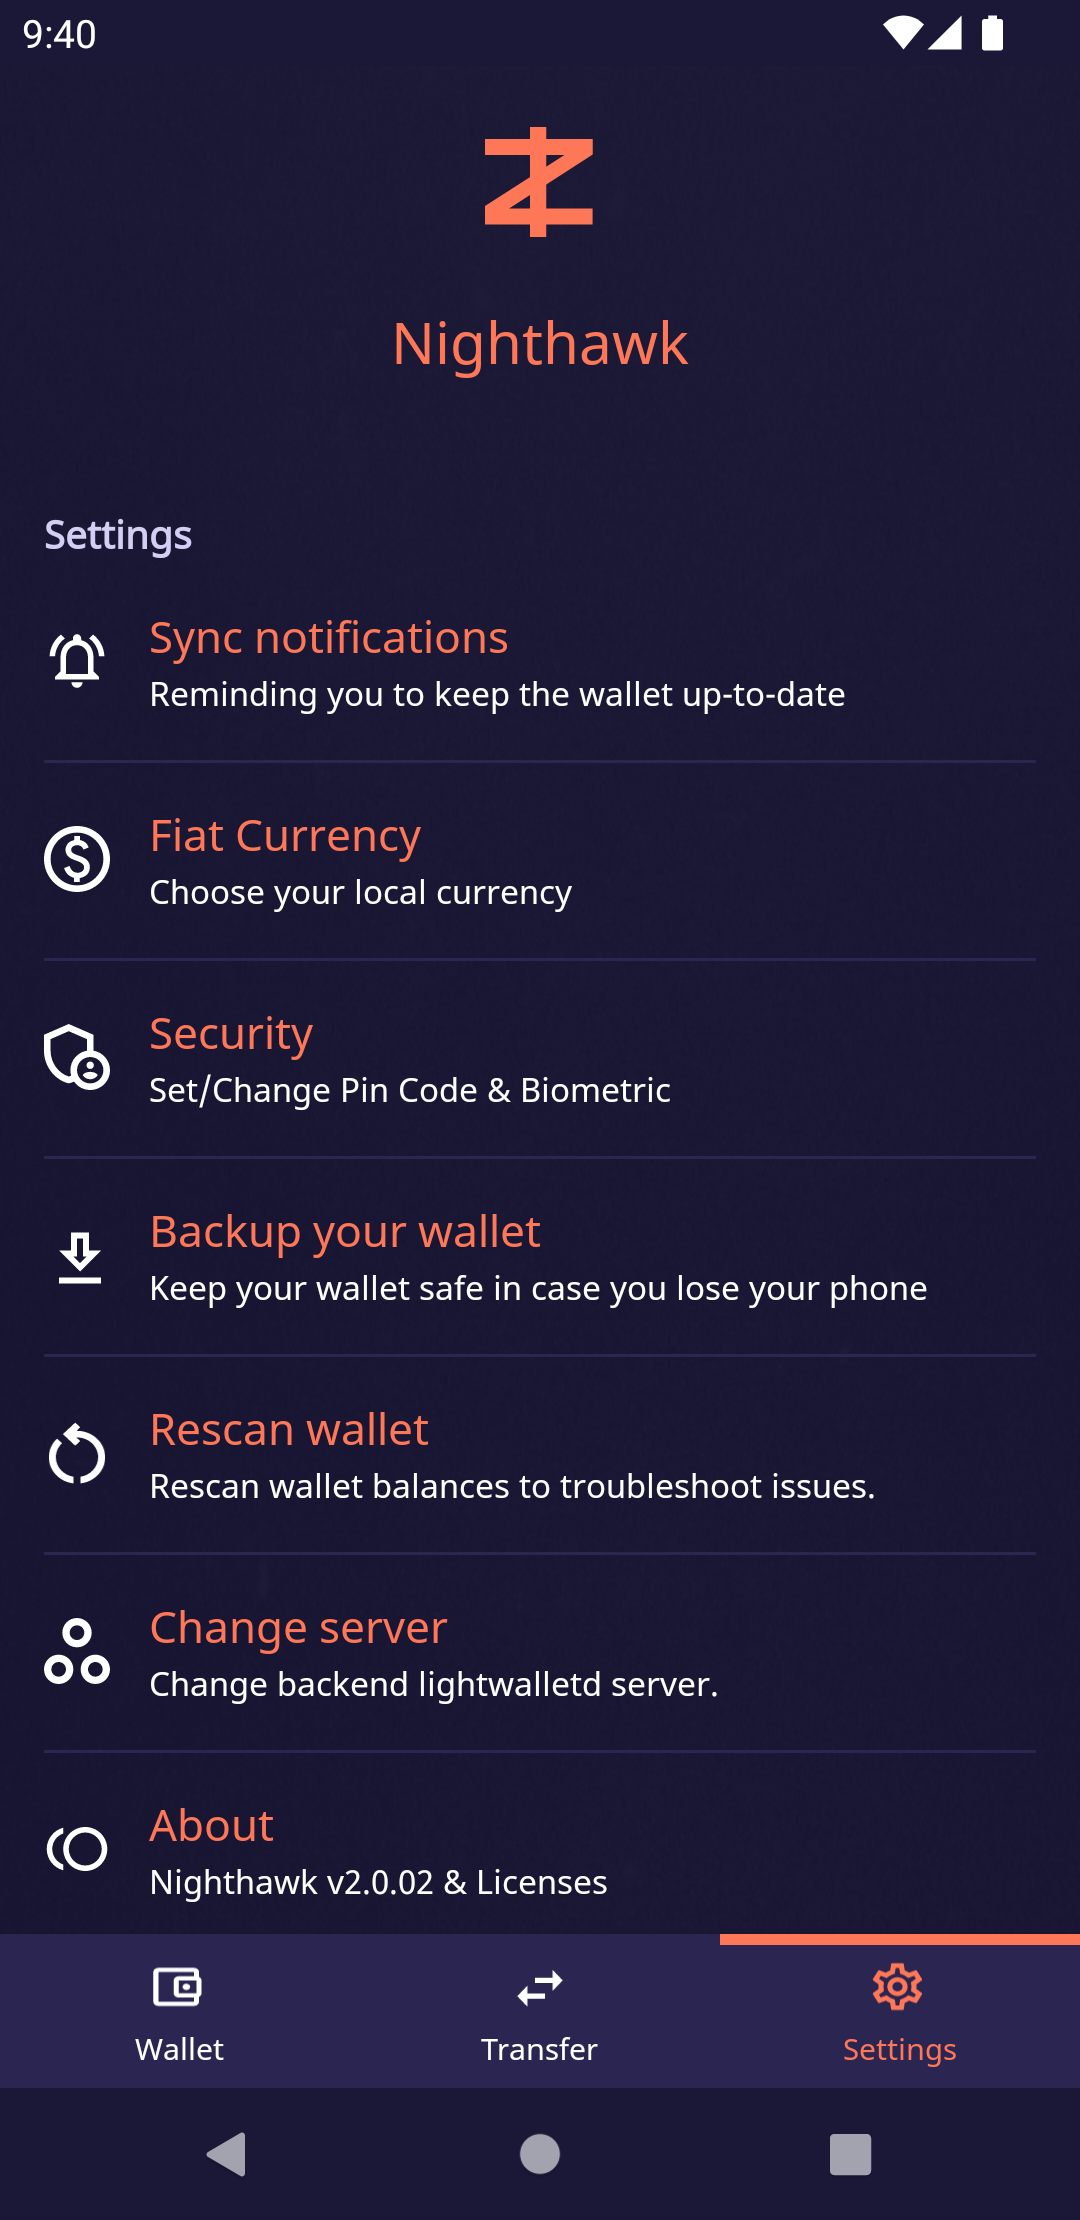 9:40
Nighthawk
Settings
Sync notifications
Reminding you to keep the wallet up-to-date
Fiat Currency
Choose your local currency
Security
Set/Change Pin Code & Biometric
Backup your wallet
Keep your wallet safe in case you lose your phone
Rescan wallet
Rescan wallet balances to troubleshoot issues.
Change server
Change backend lightwalletd server.
About
Nighthawk v2.0.02 & Licenses
Wallet
Transfer
Settings